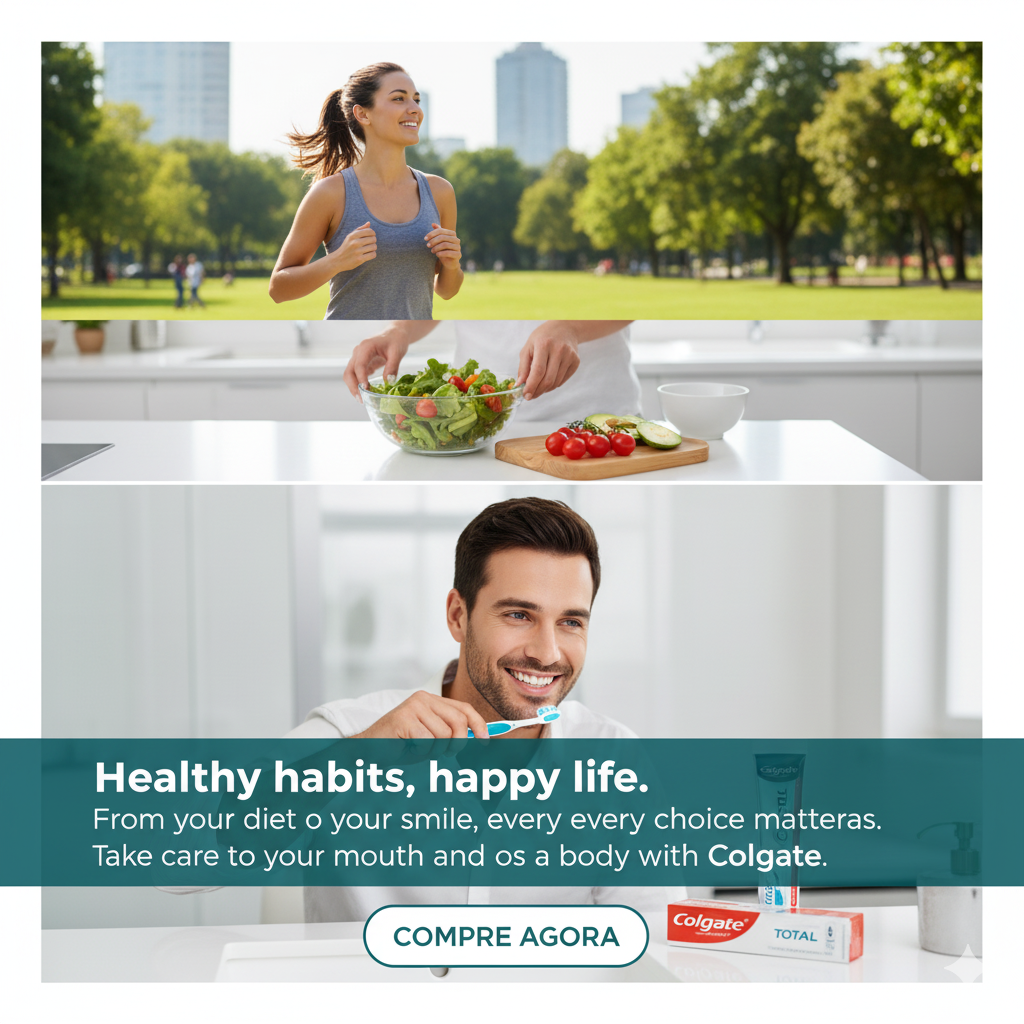 Healthy habits, happy life.
From your diet o your smile, every every choice matteras.
Take care to your mouth and os a body with Colgate.
Colgate
Colgate
TOTAL
COMPRE AGORA